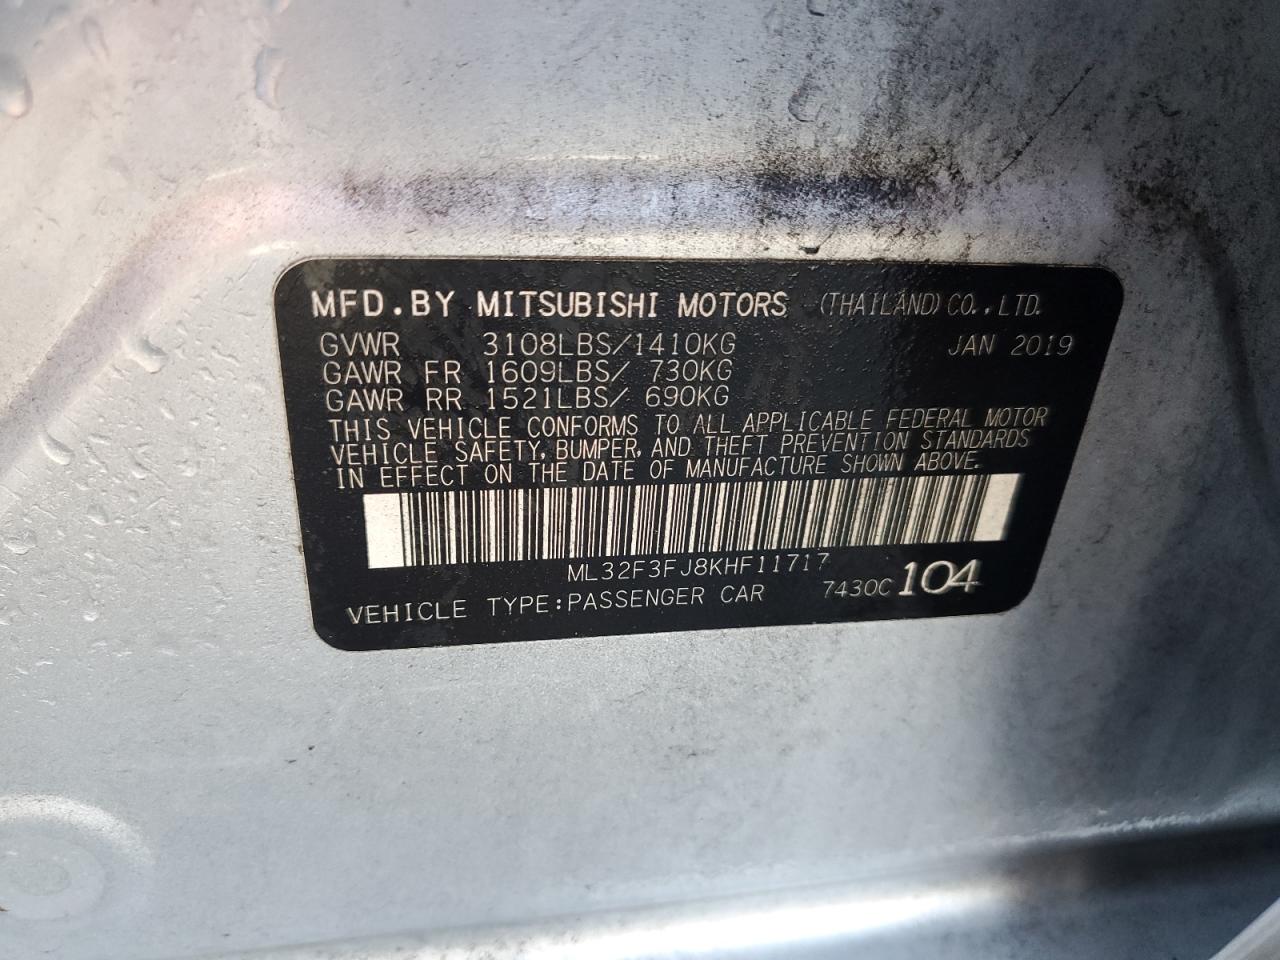 MFD.BY MITSUBISHI MOTORS (THAILAND) CO.,LTD.
GVWR 3108LBS/1410KG JAN 2019
GAWR FR 1609LBS/ 730KG
GAWR RR 1521LBS/ 690KG
THIS VEHICLE CONFORMS TO ALL APPLICABLE FEDERAL MOTOR
VEHICLE SAFETY, BUMPER, AND THEFT PREVENTION STANDARDS
IN EFFECT ON THE DATE OF MANUFACTURE SHOWN ABOVE.
ML32F3FJ8KHF11717
VEHICLE TYPE:PASSENGER CAR 7430C 104